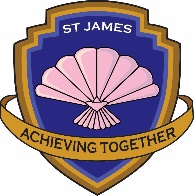 ST JAMES
ACHIEVING TOGETHER